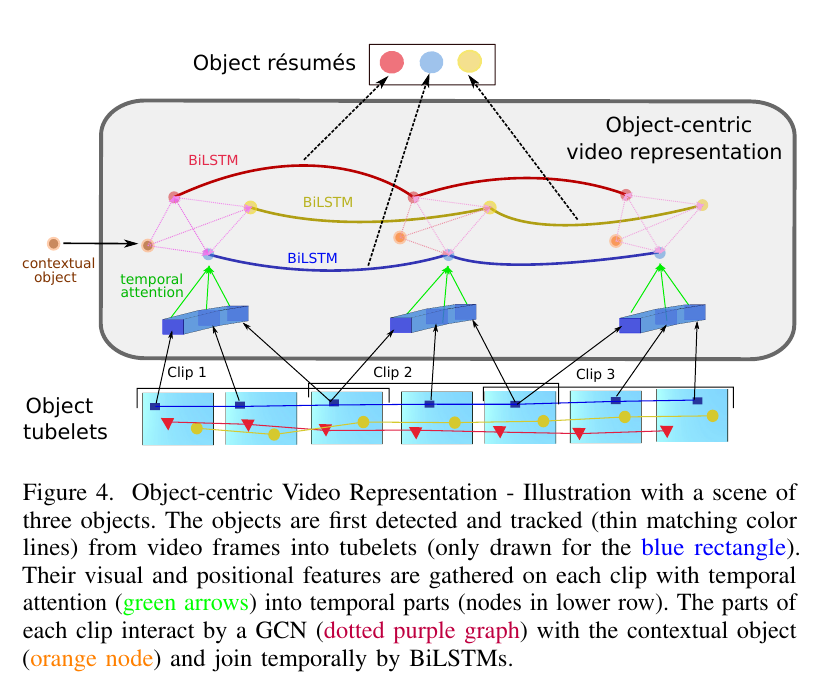 Object résumés
Object-centric
video representation
BiLSTM
BiLSTM
BiLSTM
contextual
object
temporal
attention
Clip 1
Clip 2
Clip 3
Object
tubelets
Figure 4. Object-centric Video Representation - Illustration with a scene of
three objects. The objects are first detected and tracked (thin matching color
lines) from video frames into tubelets (only drawn for the blue rectangle).
Their visual and positional features are gathered on each clip with temporal
attention (green arrows) into temporal parts (nodes in lower row). The parts of
each clip interact by a GCN (dotted purple graph) with the contextual object
(orange node) and join temporally by BiLSTMs.